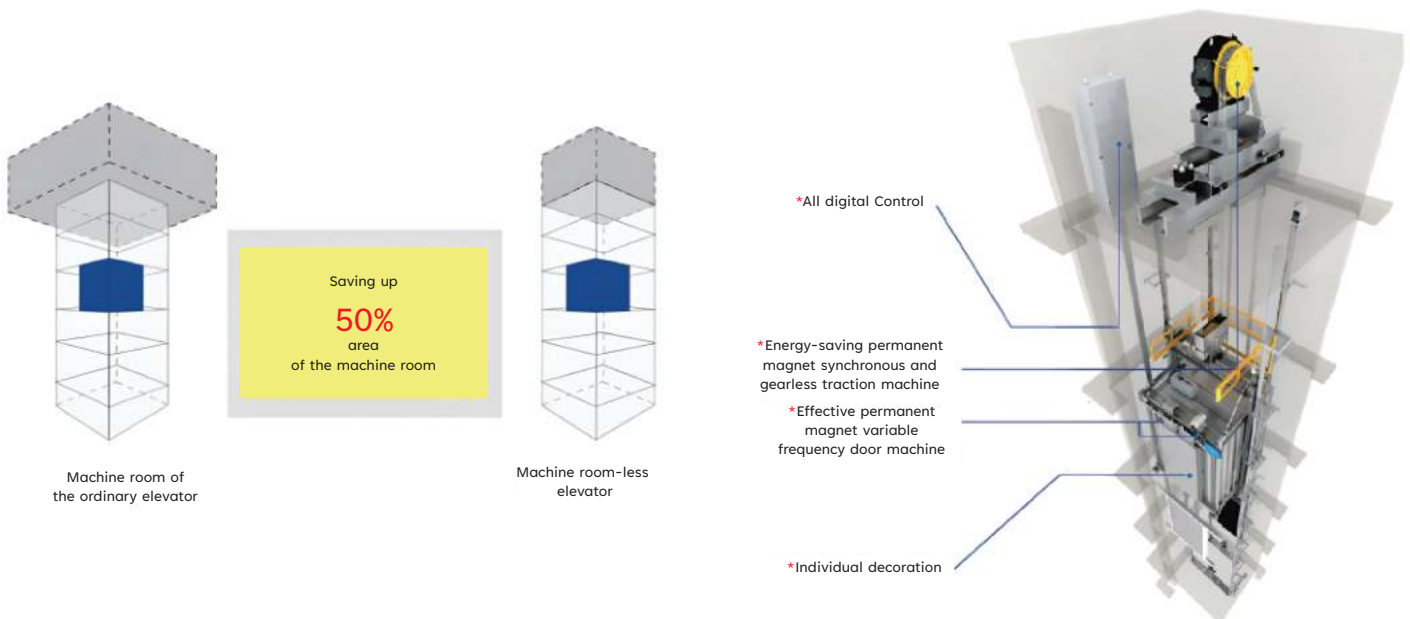 Saving up
50%
area
of the machine room
Machine room of
the ordinary elevator
Machine room-less
elevator
*All digital Control
*Energy-saving permanent
magnet synchronous and
gearless traction machine
*Effective permanent
magnet variable
frequency door machine
*Individual decoration